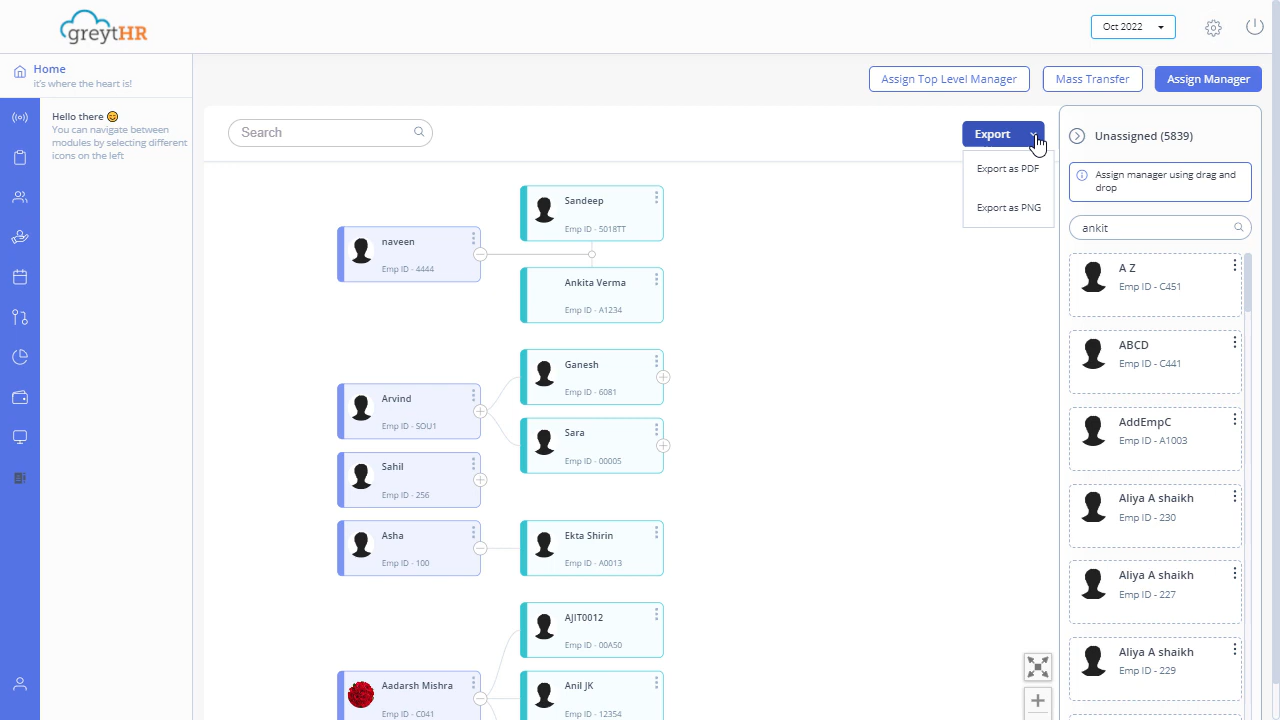 greytHR
Oct 2022
Home
it's where the heart is!
Hello there
You can navigate between
modules by selecting different
icons on the left
Assign Top Level Manager
Mass Transfer
Assign Manager
Search
Export
Export as PDF
Export as PNG
Unassigned (5839)
Assign manager using drag and
drop
ankit
Sandeep
Emp ID - 5018TT
naveen
Emp ID - 4444
Ankita Verma
Emp ID - A1234
Ganesh
Emp ID - 6081
Arvind
Emp ID - SOU1
Sara
Emp ID - 00005
Sahil
Emp ID - 256
Asha
Emp ID - 100
Ekta Shirin
Emp ID - A0013
AJIT0012
Emp ID - 00A50
Aadarsh Mishra
Emp ID - C041
Anil JK
Emp ID - 12354
A Z
Emp ID - C451
ABCD
Emp ID - C441
AddEmpC
Emp ID - A1003
Aliya A shaikh
Emp ID - 230
Aliya A shaikh
Emp ID - 227
Aliya A shaikh
Emp ID - 229